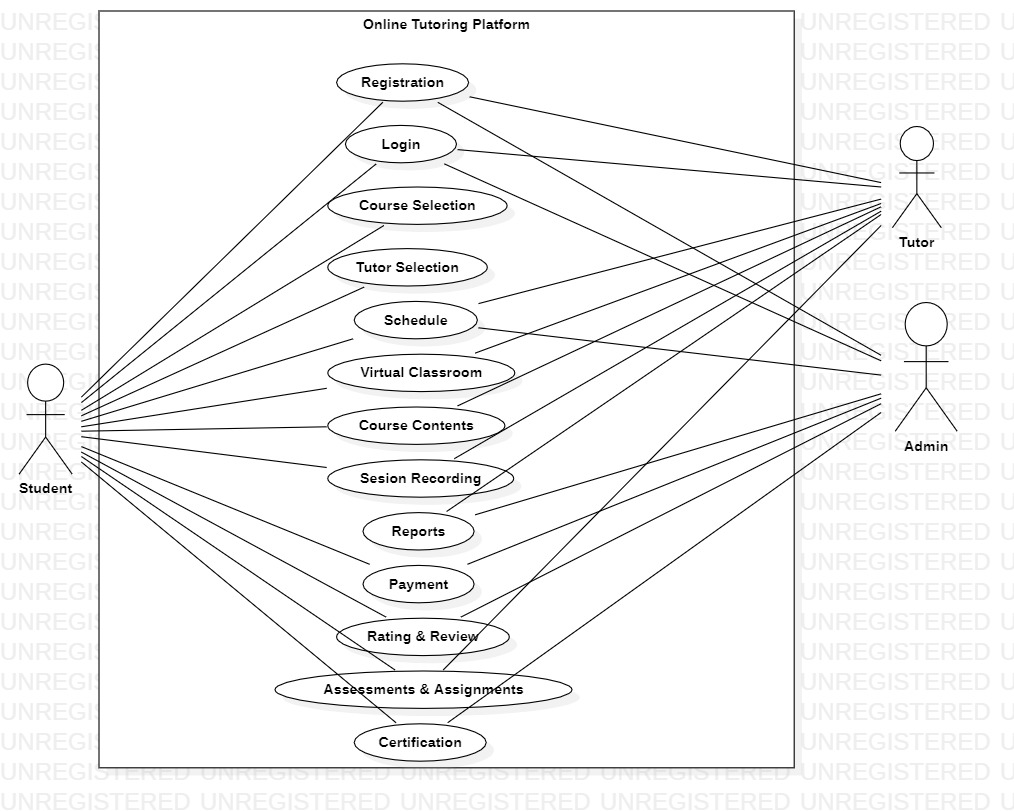 Online Tutoring Platform
Registration
Login
Course Selection
Tutor Selection
Schedule
Virtual Classroom
Course Contents
Sesion Recording
Reports
Payment
Rating & Review
Assessments & Assignments
Certification
Student
Tutor
Admin
UNREGISTERED UNREGISTERED UNREGISTERED UNREGISTERED UNREGISTERED U